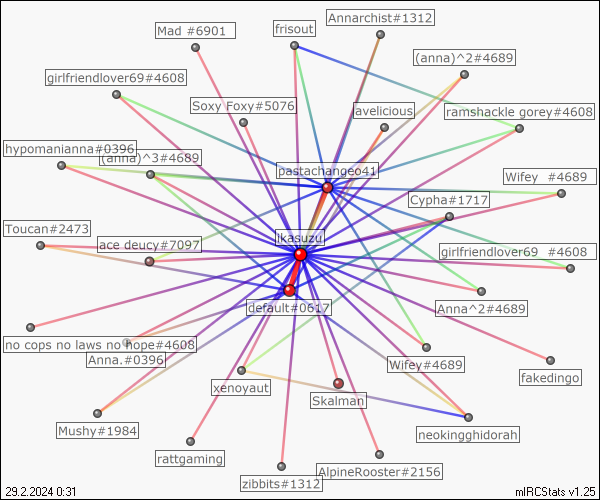 Annarchist#1312
Mad #6901
frisout
(anna)^2#4689
girlfriendlover69#4608
Soxy Foxy#5076
avelicious
ramshackle gorey#4608
hypomanianna#0396
(anna)^3#4689
pastachangeo41
Wifey #4689
Cypha#1717
Toucan#2473
ace deucy#7097
ikasuzu
girlfriendlover69 #4608
default#0617
Anna^2#4689
no cops no laws no hope#4608
Anna.#0396
Wifey#4689
fakedingo
xenoyaut
Skalman
Mushy#1984
neokingghidorah
rattgaming
AlpineRooster#2156
zibbits#1312
29.2.2024 0:31
mIRCStats v1.25